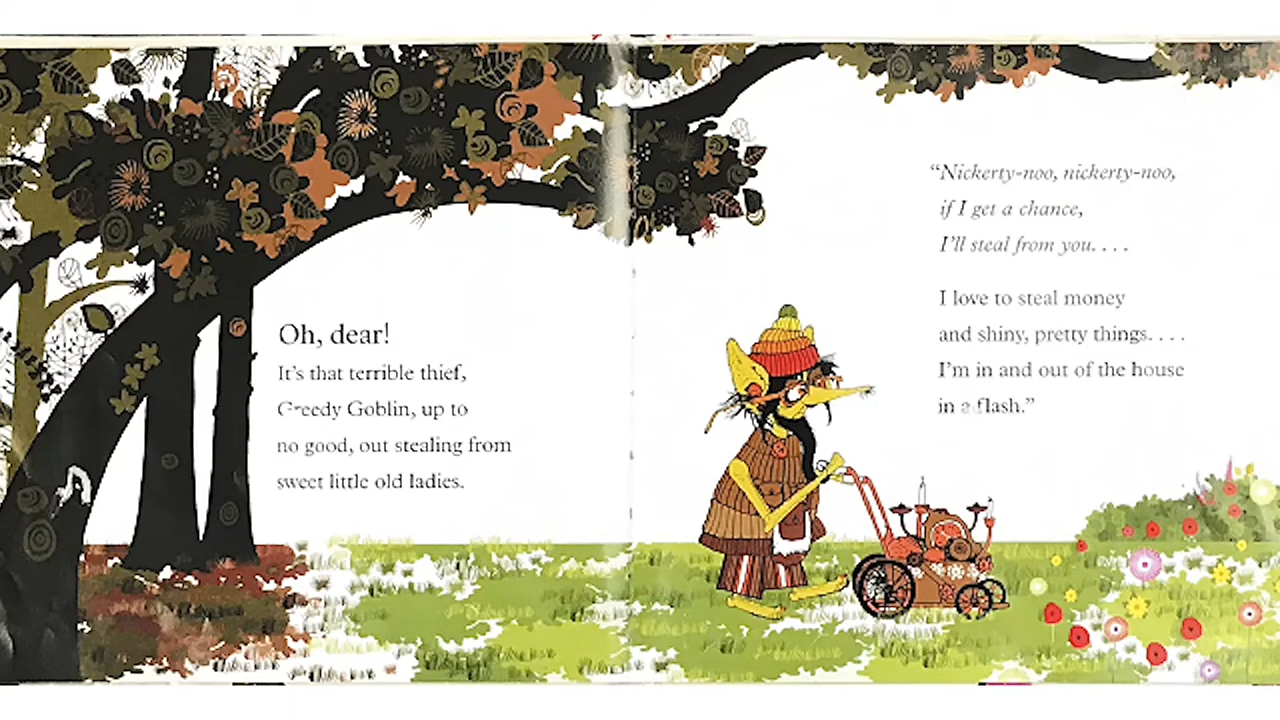 Oh, dear!
It's that terrible thief,
Greedy Goblin, up to
no good, out stealing from
sweet little old ladies.
“Nickerty-noo, nickerty-noo,
if I get a chance,
I'll steal from you. . . .
I love to steal money
and shiny, pretty things. . . .
I'm in and out of the house
in a flash.”